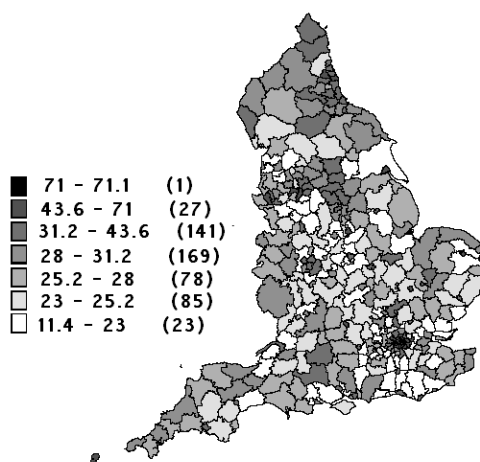 71 - 71.1 (1)
43.6 - 71 (27)
31.2 - 43.6 (141)
28 - 31.2 (169)
25.2 - 28 (78)
23 - 25.2 (85)
11.4 - 23 (23)